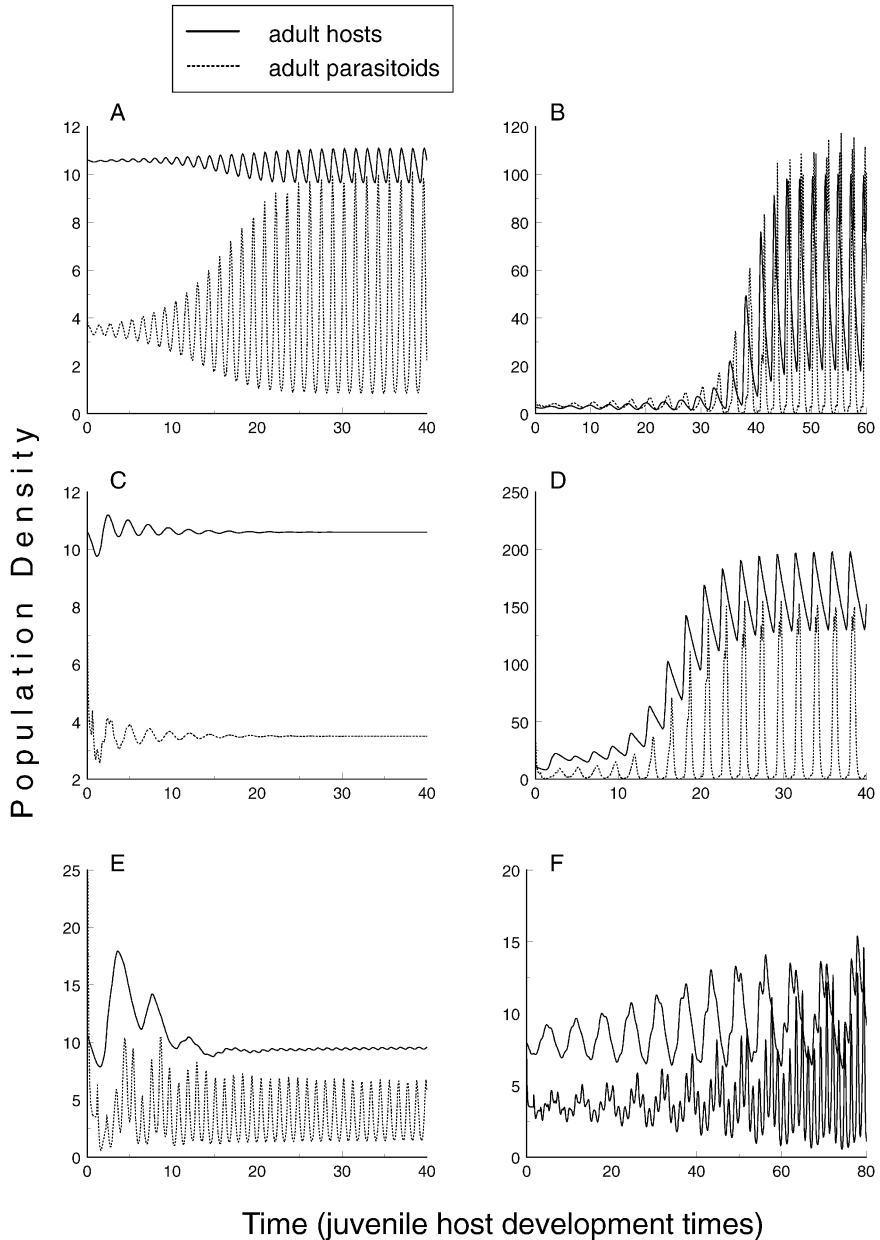 adult hosts
adult parasitoids
A
12
10
8
6
4
2
0
0 10 20 30 40
B
120
100
80
60
40
20
0
0 10 20 30 40 50 60
Population Density
C
12
10
8
6
4
2
0 10 20 30 40
D
250
200
150
100
50
0
0 10 20 30 40
E
25
20
15
10
5
0
0 10 20 30 40
F
20
15
10
5
0
0 20 40 60 80
Time (juvenile host development times)